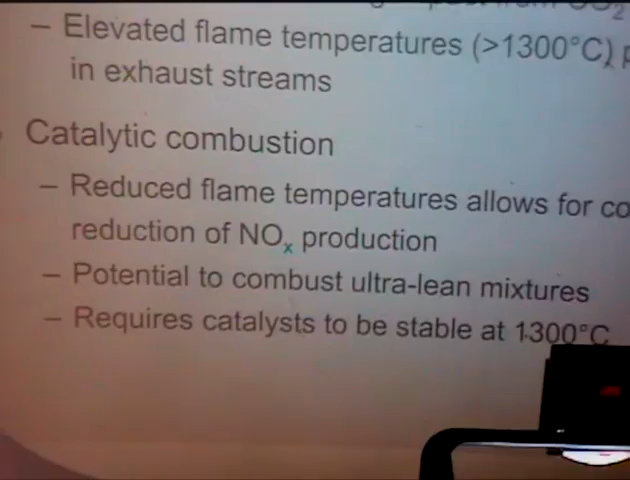 – Elevated flame temperatures (>1300°C)
in exhaust streams
Catalytic combustion
– Reduced flame temperatures allows for
reduction of NOx production
– Potential to combust ultra-lean mixtures
– Requires catalysts to be stable at 1300°C